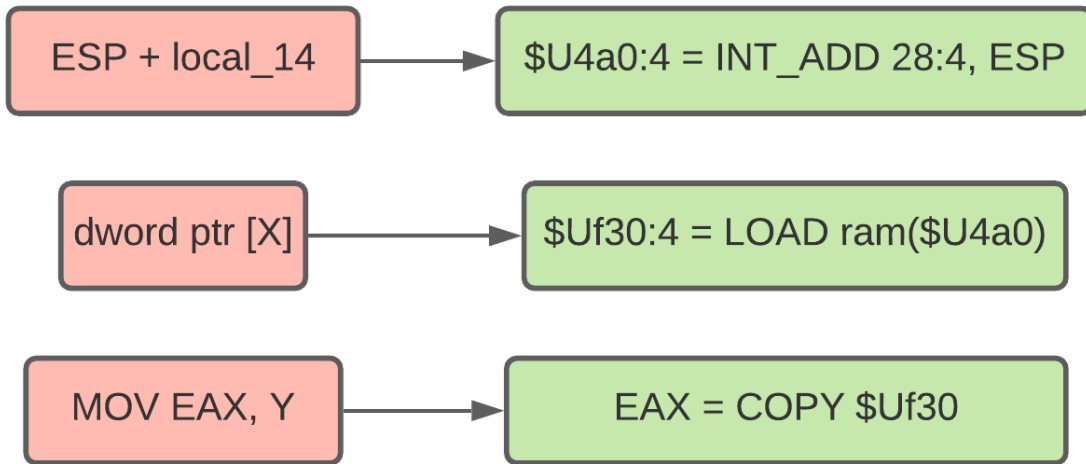 ESP + local_14
$U4a0:4 = INT_ADD 28:4, ESP
dword ptr [X]
$Uf30:4 = LOAD ram($U4a0)
MOV EAX, Y
EAX = COPY $Uf30